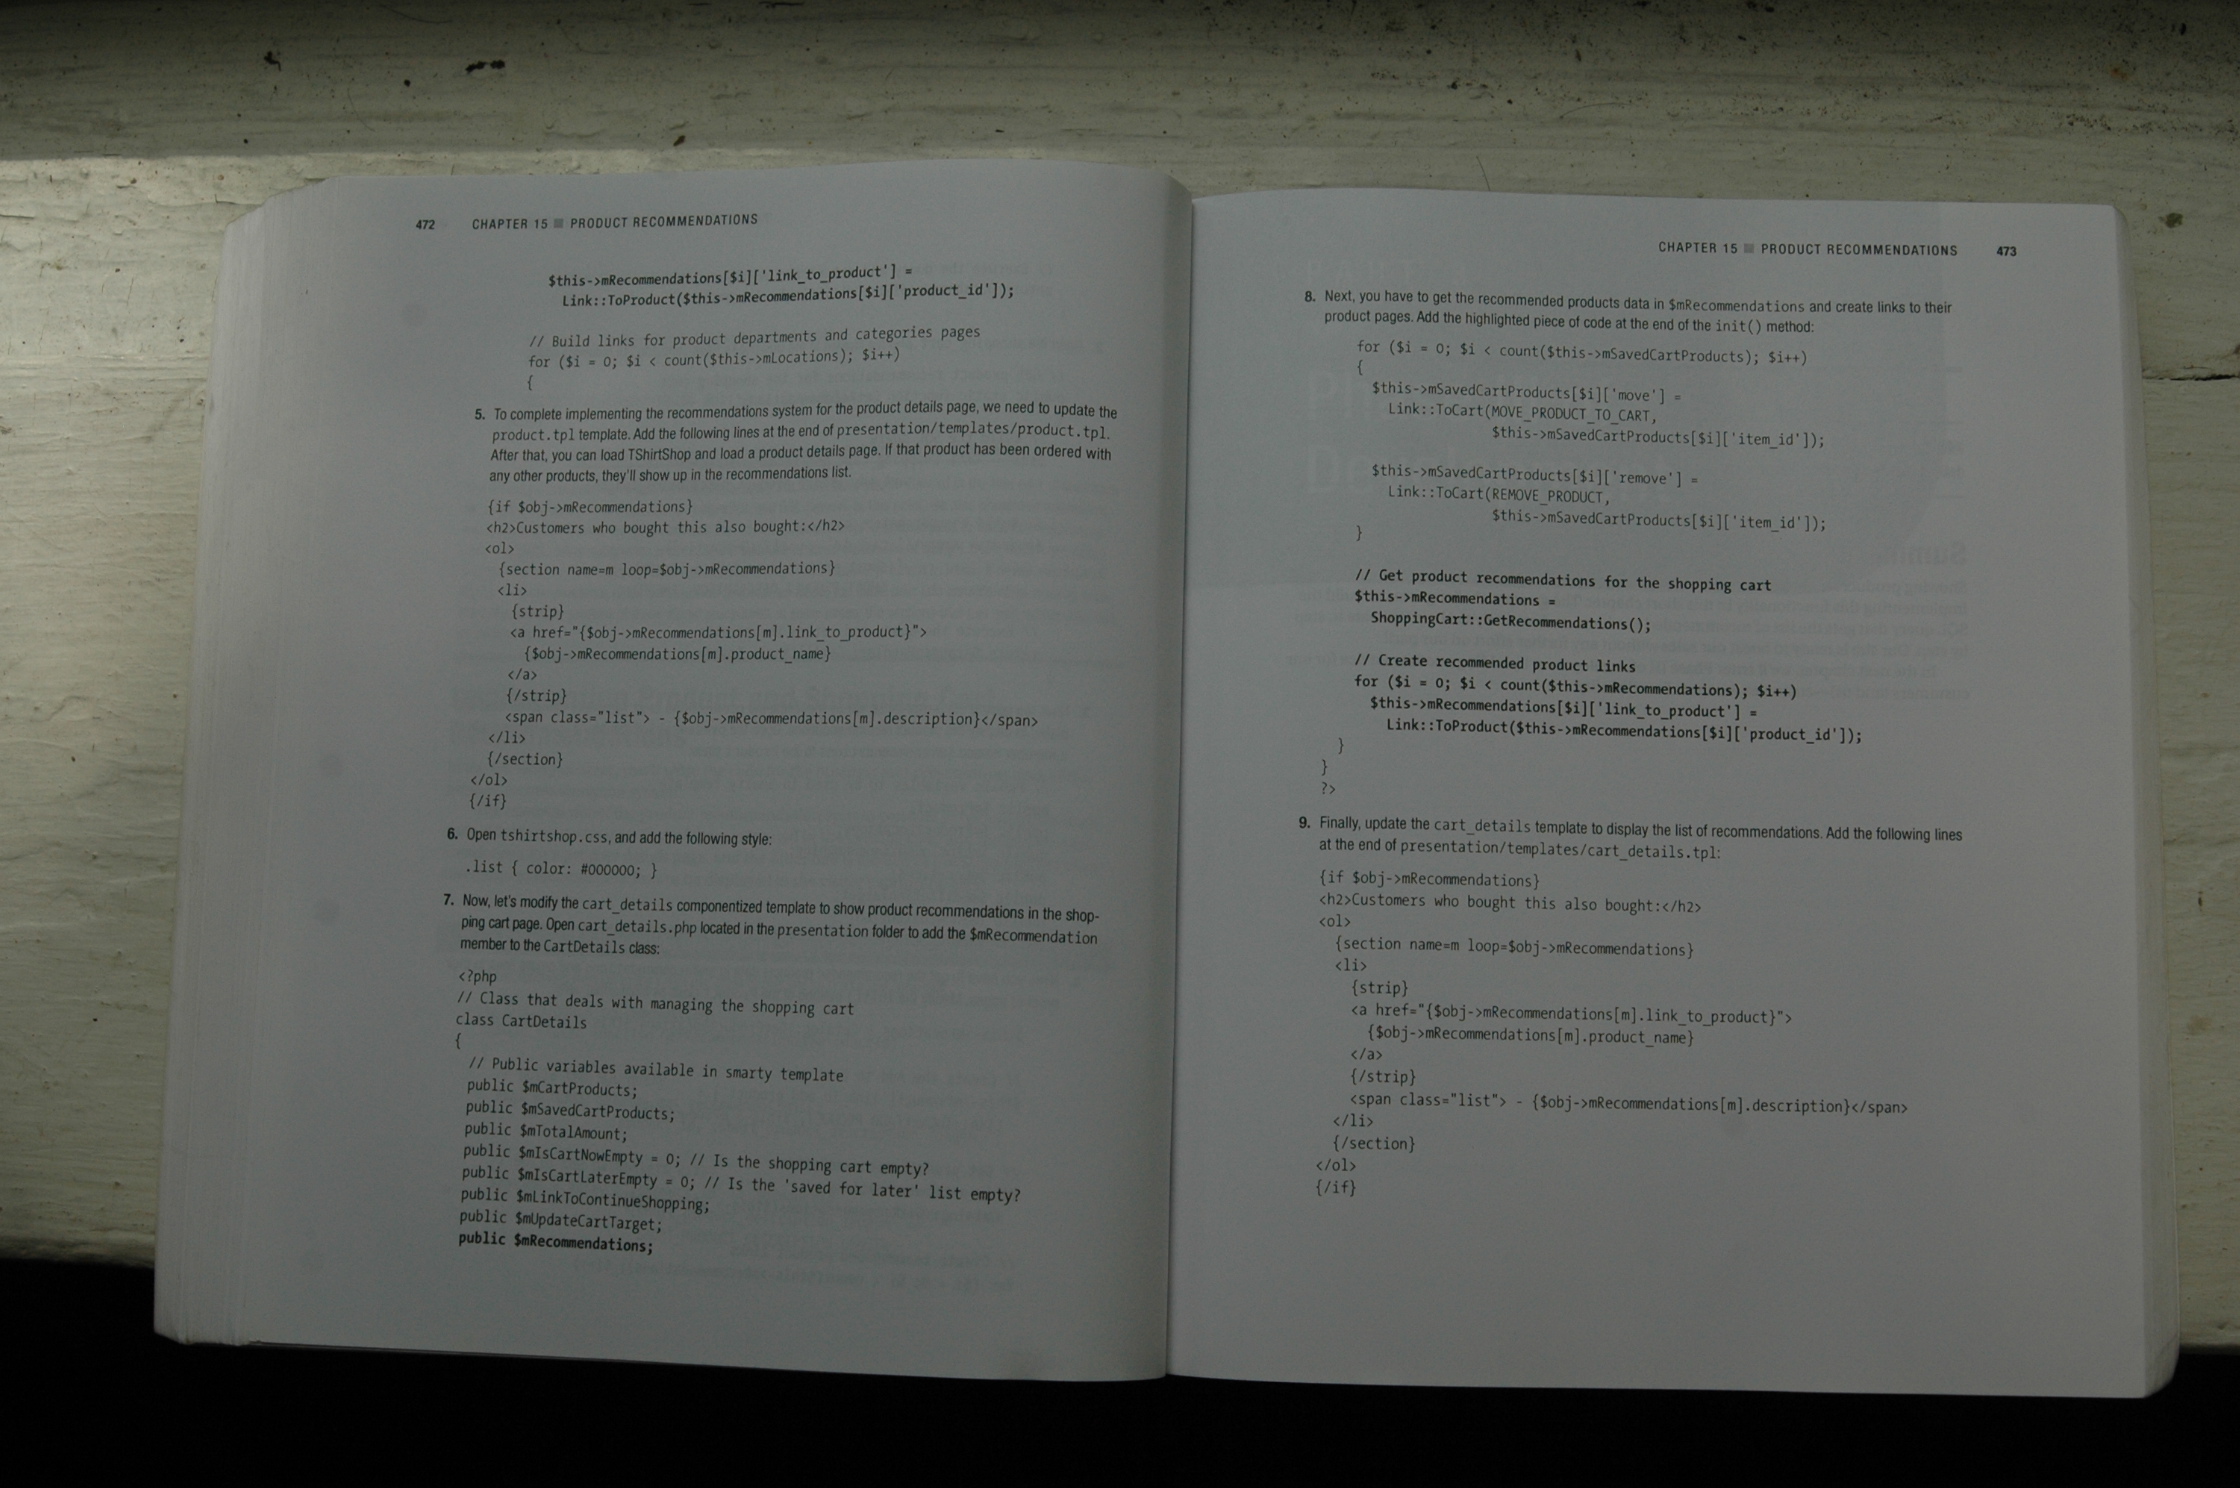 472 CHAPTER 15 ■ PRODUCT RECOMMENDATIONS
$this->mRecommendations[$i]['link_to_product'] =
Link::ToProduct($this->mRecommendations[$i]['product_id']);
// Build links for product departments and categories pages
for ($i = 0; $i < count($this->mLocations); $i++)
{
5. To complete implementing the recommendations system for the product details page, we need to update the
product.tpl template. Add the following lines at the end of presentation/templates/product.tpl.
After that, you can load TShirtShop and load a product details page. If that product has been ordered with
any other products, they'll show up in the recommendations list.
{if $obj->mRecommendations}
<h2>Customers who bought this also bought:</h2>
<ol>
{section name=m loop=$obj->mRecommendations}
<li>
{strip}
<a href="{$obj->mRecommendations[m].link_to_product}">
{$obj->mRecommendations[m].product_name}
</a>
{/strip}
<span class="list"> - {$obj->mRecommendations[m].description}</span>
</li>
{/section}
</ol>
{/if}
6. Open tshirtshop.css, and add the following style:
.list { color: #000000; }
7. Now, let's modify the cart_details componentized template to show product recommendations in the shop-
ping cart page. Open cart_details.php located in the presentation folder to add the $mRecommendation
member to the CartDetails class:
<?php
// Class that deals with managing the shopping cart
class CartDetails
{
// Public variables available in smarty template
public $mCartProducts;
public $mSavedCartProducts;
public $mTotalAmount;
public $mIsCartNowEmpty = 0; // Is the shopping cart empty?
public $mIsCartLaterEmpty = 0; // Is the 'saved for later' list empty?
public $mLinkToContinueShopping;
public $mUpdateCartTarget;
public $mRecommendations;
CHAPTER 15 ■ PRODUCT RECOMMENDATIONS 473
8. Next, you have to get the recommended products data in $mRecommendations and create links to their
product pages. Add the highlighted piece of code at the end of the init() method:
for ($i = 0; $i < count($this->mSavedCartProducts); $i++)
{
$this->mSavedCartProducts[$i]['move'] =
Link::ToCart(MOVE_PRODUCT_TO_CART,
$this->mSavedCartProducts[$i]['item_id']);
$this->mSavedCartProducts[$i]['remove'] =
Link::ToCart(REMOVE_PRODUCT,
$this->mSavedCartProducts[$i]['item_id']);
}
// Get product recommendations for the shopping cart
$this->mRecommendations =
ShoppingCart::GetRecommendations();
// Create recommended product links
for ($i = 0; $i < count($this->mRecommendations); $i++)
$this->mRecommendations[$i]['link_to_product'] =
Link::ToProduct($this->mRecommendations[$i]['product_id']);
}
}
?>
9. Finally, update the cart_details template to display the list of recommendations. Add the following lines
at the end of presentation/templates/cart_details.tpl:
{if $obj->mRecommendations}
<h2>Customers who bought this also bought:</h2>
<ol>
{section name=m loop=$obj->mRecommendations}
<li>
{strip}
<a href="{$obj->mRecommendations[m].link_to_product}">
{$obj->mRecommendations[m].product_name}
</a>
{/strip}
<span class="list"> - {$obj->mRecommendations[m].description}</span>
</li>
{/section}
</ol>
{/if}